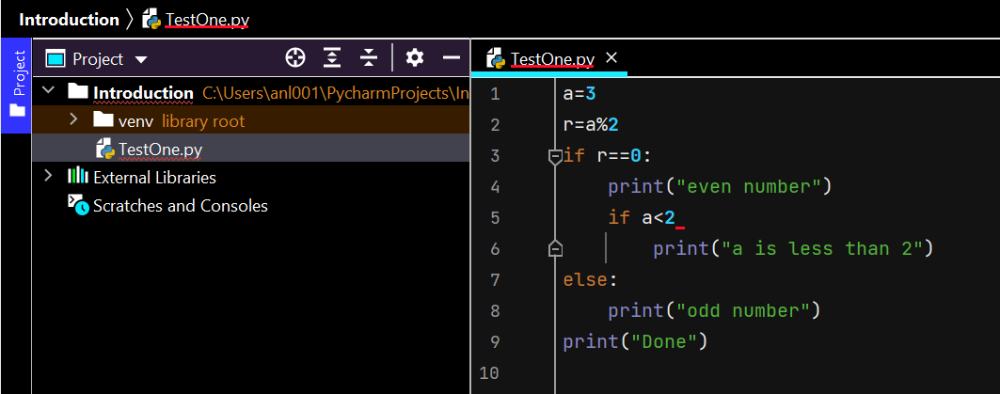 Introduction 〉 TestOne.py
Project
Project
Introduction C:\Users\anl001\PycharmProjects\In
venv library root
TestOne.py
External Libraries
Scratches and Consoles
TestOne.py ×
1 a=3
2 r=a%2
3 if r==0:
4     print("even number")
5     if a<2
6         print("a is less than 2")
7 else:
8     print("odd number")
9 print("Done")
10